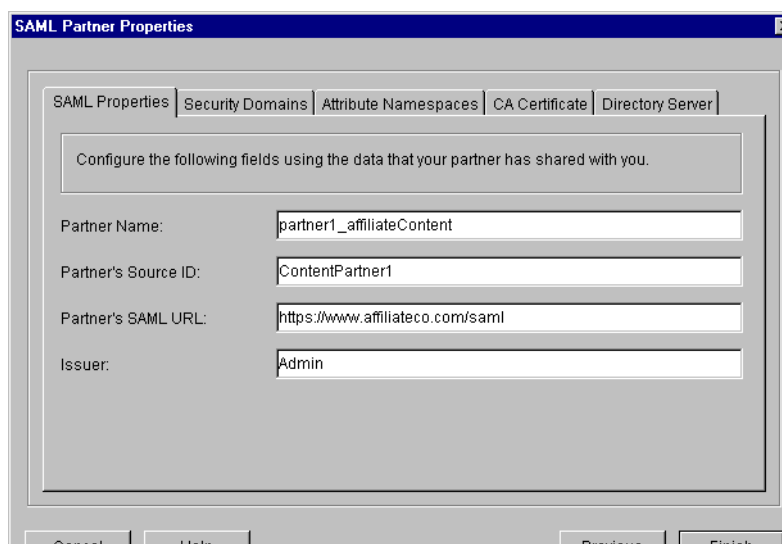 SAML Partner Properties
SAML Properties Security Domains Attribute Namespaces CA Certificate Directory Server
Configure the following fields using the data that your partner has shared with you.
Partner Name: partner1_affiliateContent
Partner's Source ID: ContentPartner1
Partner's SAML URL: https://www.affiliateco.com/saml
Issuer: Admin
Cancel Help Previous Finish